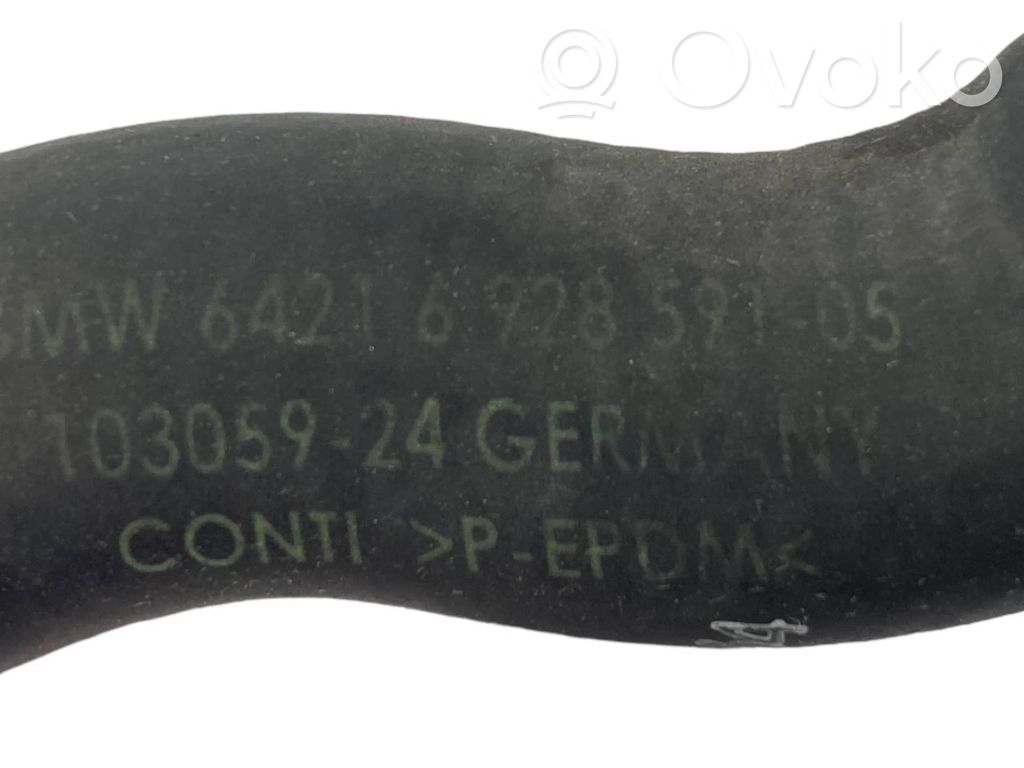 Ovoko
BMW 6421 6 928 591-05
103059-24 GERMANY
CONTI >P-EPDM<